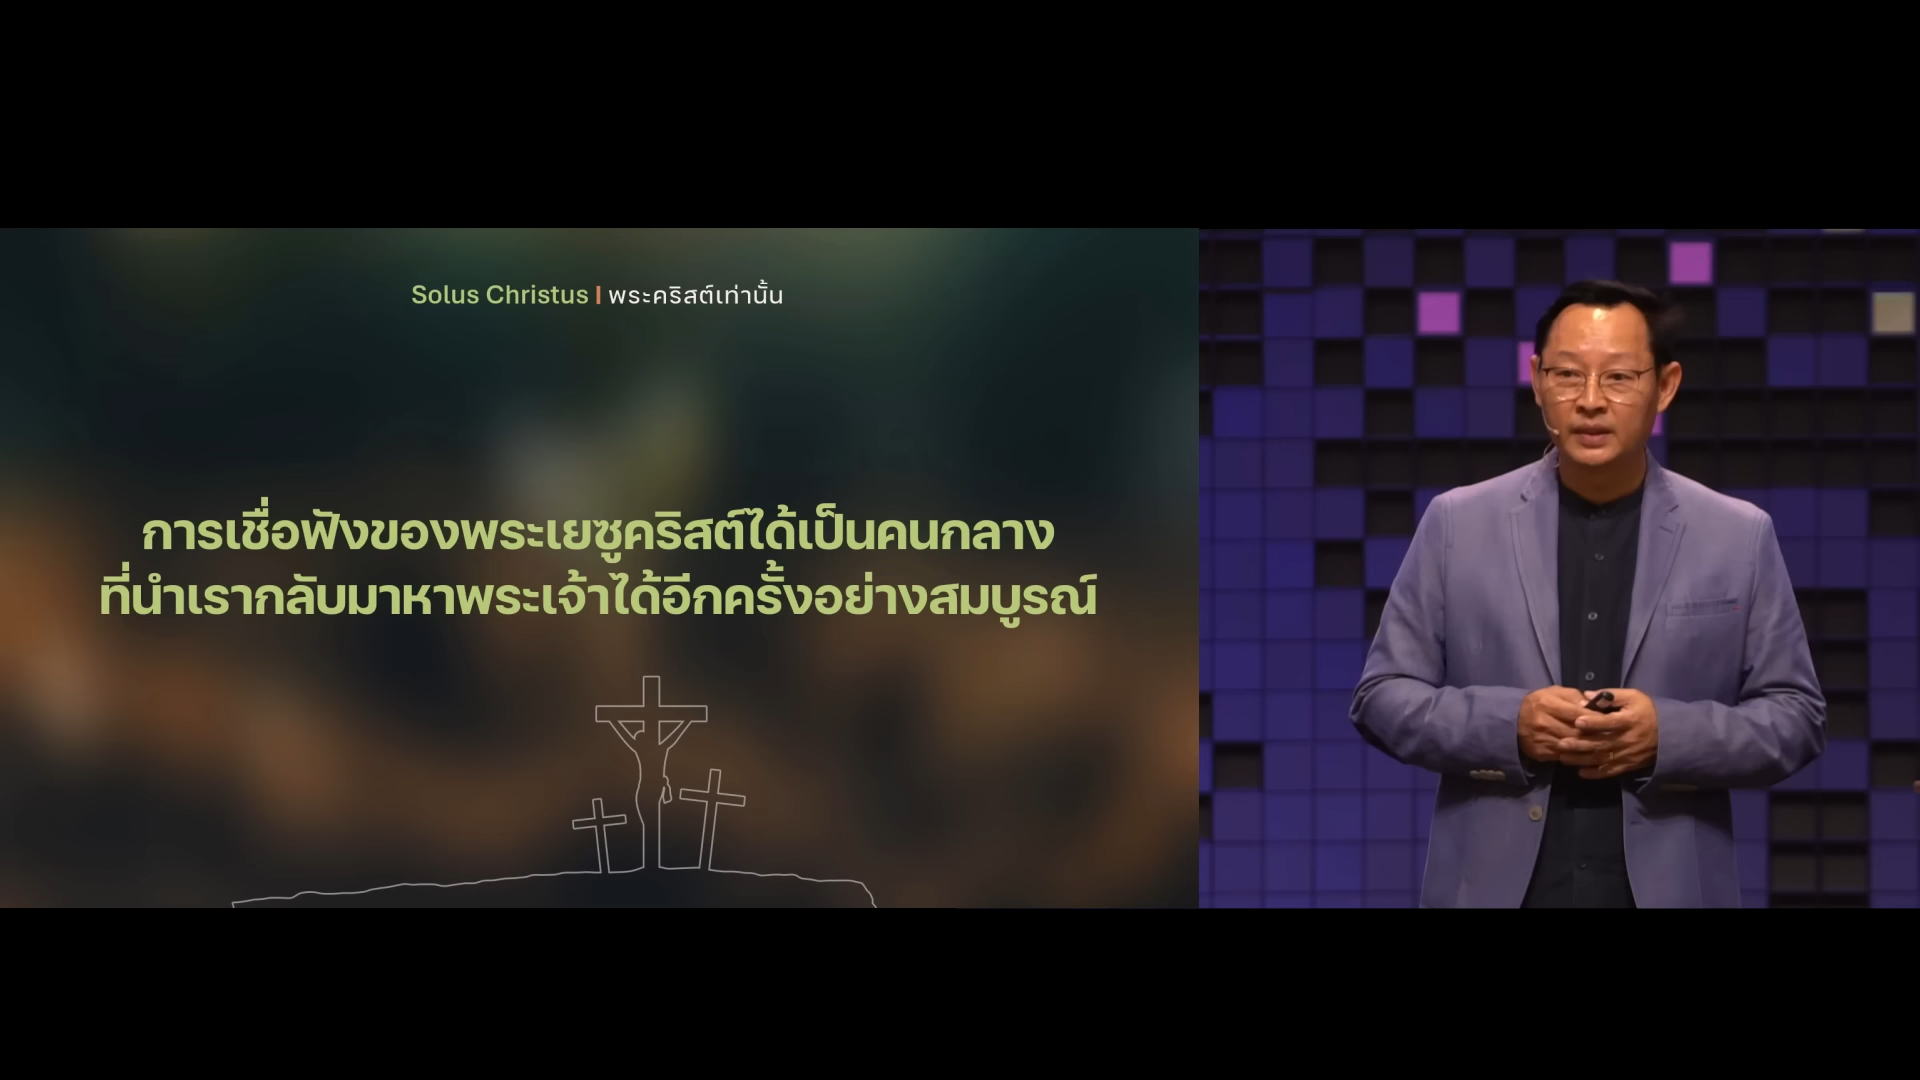 Solus Christus | พระคริสต์เท่านั้น
การเชื่อฟังของพระเยซูคริสต์ได้เป็นคนกลาง
ที่นำเรากลับมาหาพระเจ้าได้อีกครั้งอย่างสมบูรณ์